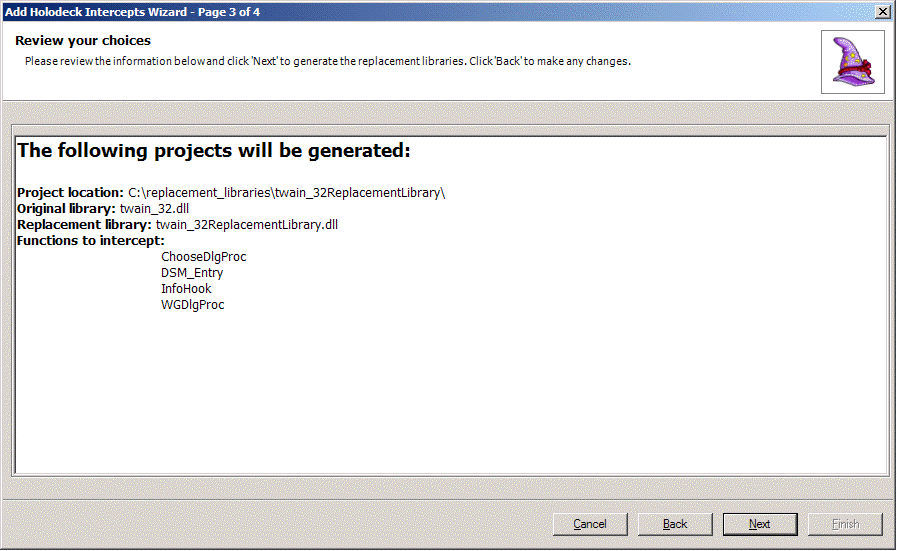 Add Holodeck Intercepts Wizard - Page 3 of 4
Review your choices
Please review the information below and click 'Next' to generate the replacement libraries. Click 'Back' to make any changes.
The following projects will be generated:
Project location: C:\replacement_libraries\twain_32ReplacementLibrary\
Original library: twain_32.dll
Replacement library: twain_32ReplacementLibrary.dll
Functions to intercept:
ChooseDlgProc
DSM_Entry
InfoHook
WGDlgProc
Cancel Back Next Finish